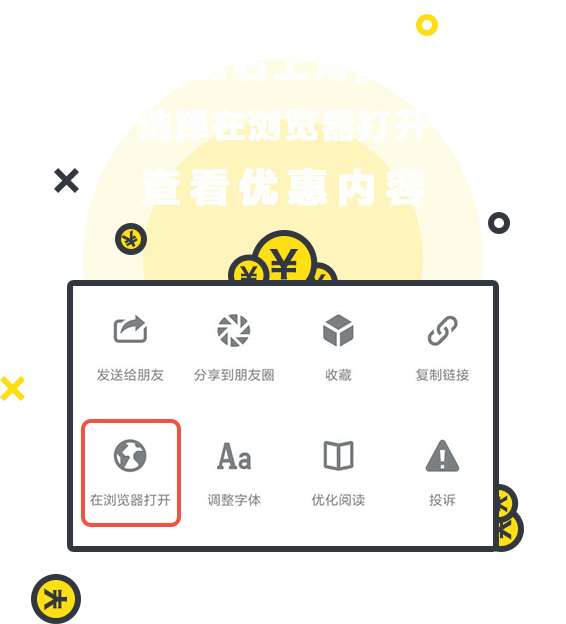 选择在浏览器打开
查看优惠内容
发送给朋友 分享到朋友圈 收藏 复制链接
在浏览器打开 调整字体 优化阅读 投诉